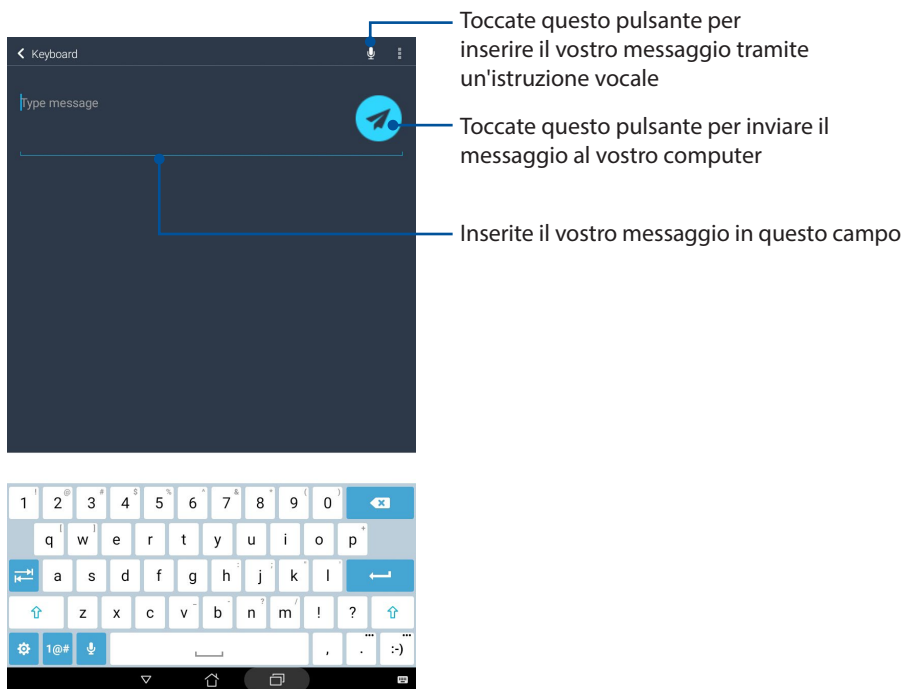 Toccate questo pulsante per
inserire il vostro messaggio tramite
un'istruzione vocale
Keyboard
Type message
Toccate questo pulsante per inviare il
messaggio al vostro computer
Inserite il vostro messaggio in questo campo
1 ! 2 @ 3 # 4 $ 5 % 6 ^ 7 & 8 * 9 ( 0 )
q [ w ] e r t y u i o p +
a s d f g h : j ; k " l '
z x c v _ b - n ? m / ! ?
1@# , . ... :-) ...